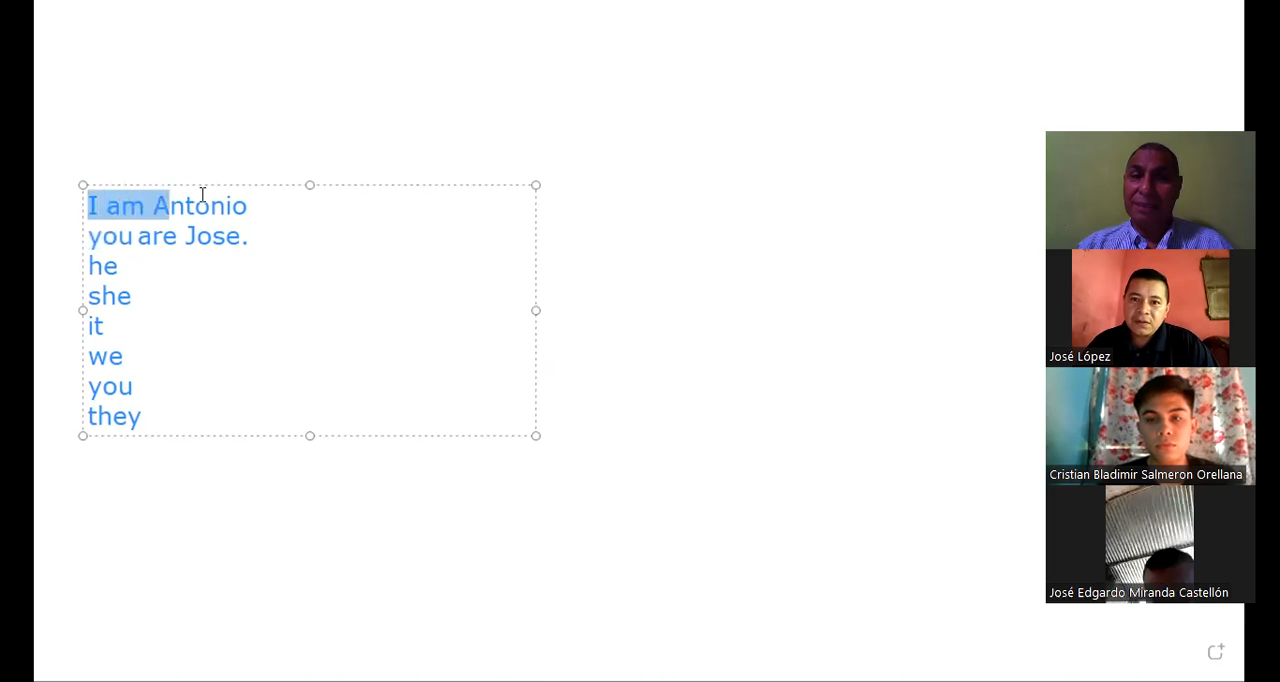 I am Antonio
you are Jose.
he
she
it
we
you
they
José López
Cristian Bladimir Salmeron Orellana
José Edgardo Miranda Castellón